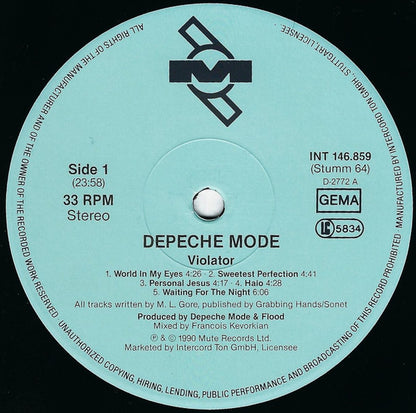 ALL RIGHTS OF THE MANUFACTURER AND OF THE OWNER OF THE RECORDED WORK RESERVED. UNAUTHORIZED COPYING, HIRING, LENDING, PUBLIC PERFORMANCE AND BROADCASTING OF THIS RECORD PROHIBITED · MANUFACTURED BY INTERCORD TON GMBH, STUTTGART, LICENSEE
M
Side 1
(23:58)
33 RPM
Stereo
INT 146.859
(Stumm 64)
D-2772 A
GEMA
LC 5834
DEPECHE MODE
Violator
1. World In My Eyes 4:26 · 2. Sweetest Perfection 4:41
3. Personal Jesus 4:17 · 4. Halo 4:28
5. Waiting For The Night 6:06
All tracks written by M. L. Gore, published by Grabbing Hands/Sonet
Produced by Depeche Mode & Flood
Mixed by Francois Kevorkian
℗ & © 1990 Mute Records Ltd.
Marketed by Intercord Ton GmbH, Licensee